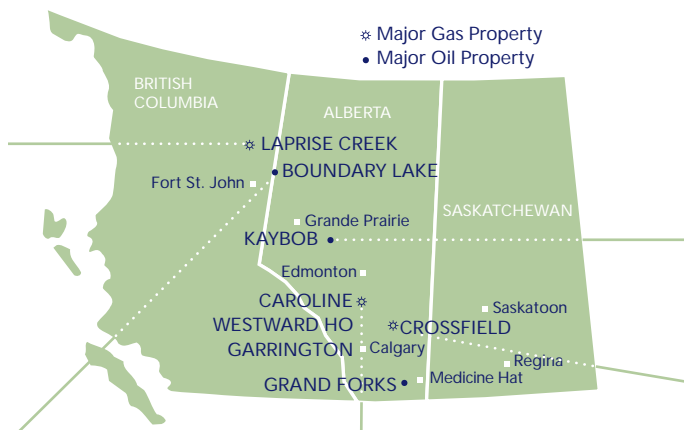 Major Gas Property
Major Oil Property
BRITISH
COLUMBIA
ALBERTA
LAPRISE CREEK
BOUNDARY LAKE
Fort St. John
SASKATCHEWAN
Grande Prairie
KAYBOB
Edmonton
CAROLINE
Saskatoon
WESTWARD HO
CROSSFIELD
GARRINGTON
Calgary
Regina
GRAND FORKS
Medicine Hat